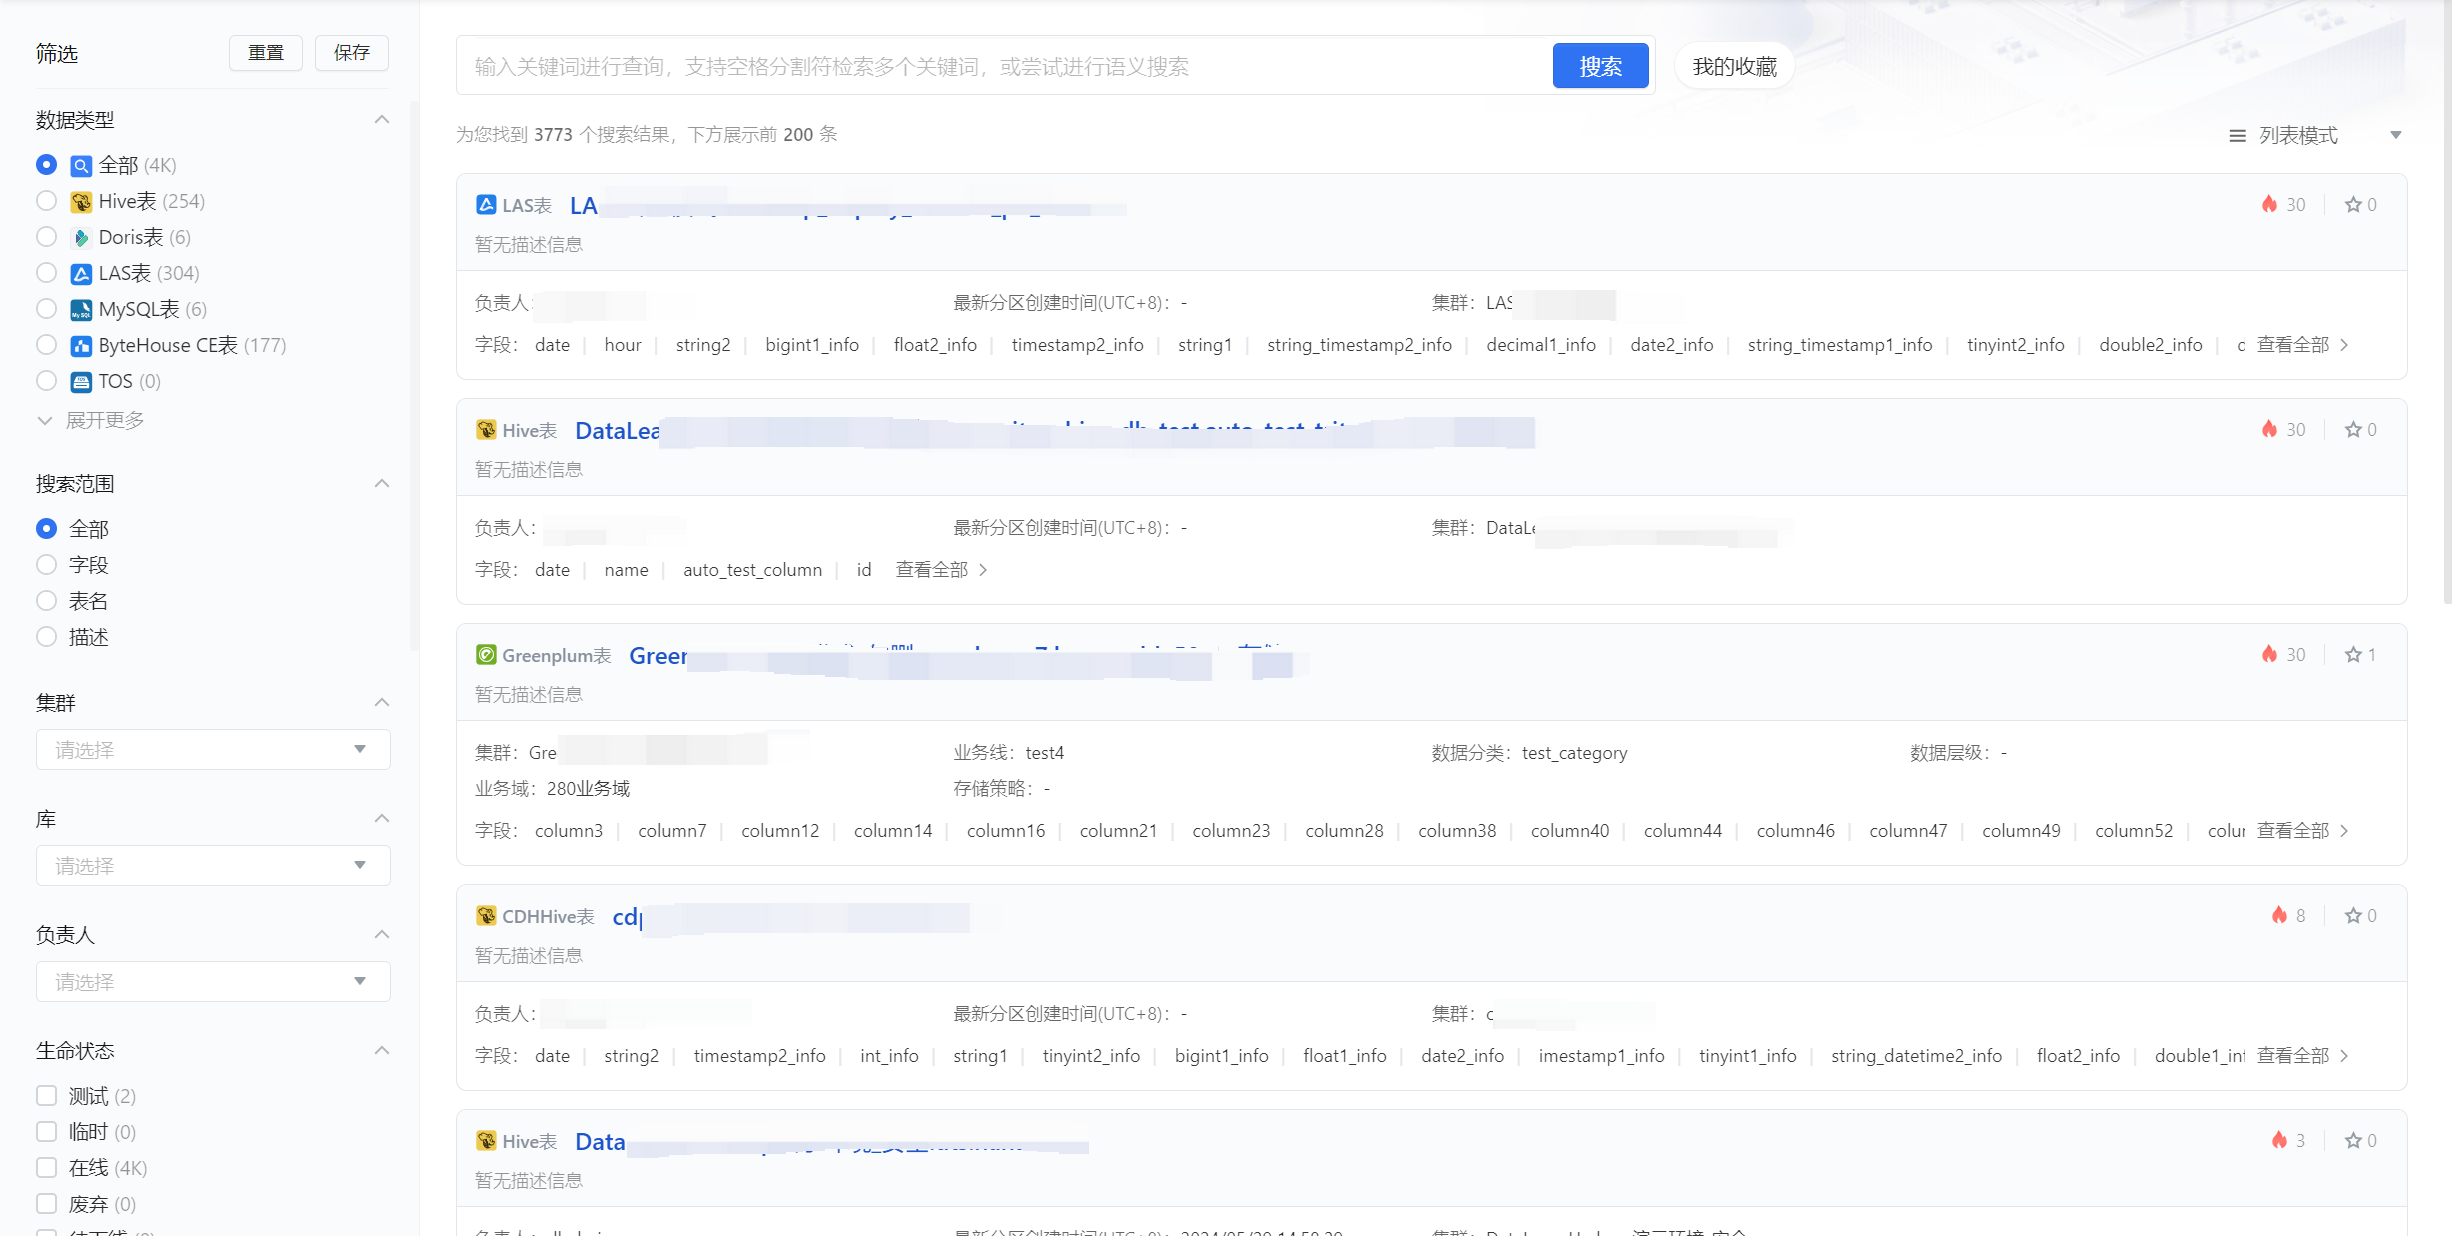 筛选
重置
保存
数据类型
全部 (4K)
Hive表 (254)
Doris表 (6)
LAS表 (304)
MySQL表 (6)
ByteHouse CE表 (177)
TOS (0)
展开更多
搜索范围
全部
字段
表名
描述
集群
请选择
库
请选择
负责人
请选择
生命状态
测试 (2)
临时 (0)
在线 (4K)
废弃 (0)
输入关键词进行查询，支持空格分割符检索多个关键词，或尝试进行语义搜索
搜索
我的收藏
为您找到 3773 个搜索结果，下方展示前 200 条
列表模式
LAS表 LA 30 0
暂无描述信息
负责人: 最新分区创建时间(UTC+8)： - 集群： LAS
字段： date hour string2 bigint1_info float2_info timestamp2_info string1 string_timestamp2_info decimal1_info date2_info string_timestamp1_info tinyint2_info double2_info 查看全部
Hive表 DataLea 30 0
暂无描述信息
负责人： 最新分区创建时间(UTC+8)： - 集群： DataLe
字段： date name auto_test_column id 查看全部
Greenplum表 Green 30 1
暂无描述信息
集群： Gre 业务线： test4 数据分类： test_category 数据层级： -
业务域： 280业务域 存储策略： -
字段： column3 column7 column12 column14 column16 column21 column23 column28 column38 column40 column44 column46 column47 column49 column52 colu 查看全部
CDHHive表 cdp 8 0
暂无描述信息
负责人： 最新分区创建时间(UTC+8)： - 集群： c
字段： date string2 timestamp2_info int_info string1 tinyint2_info bigint1_info float1_info date2_info imestamp1_info tinyint1_info string_datetime2_info float2_info double1_inf 查看全部
Hive表 Data 3 0
暂无描述信息